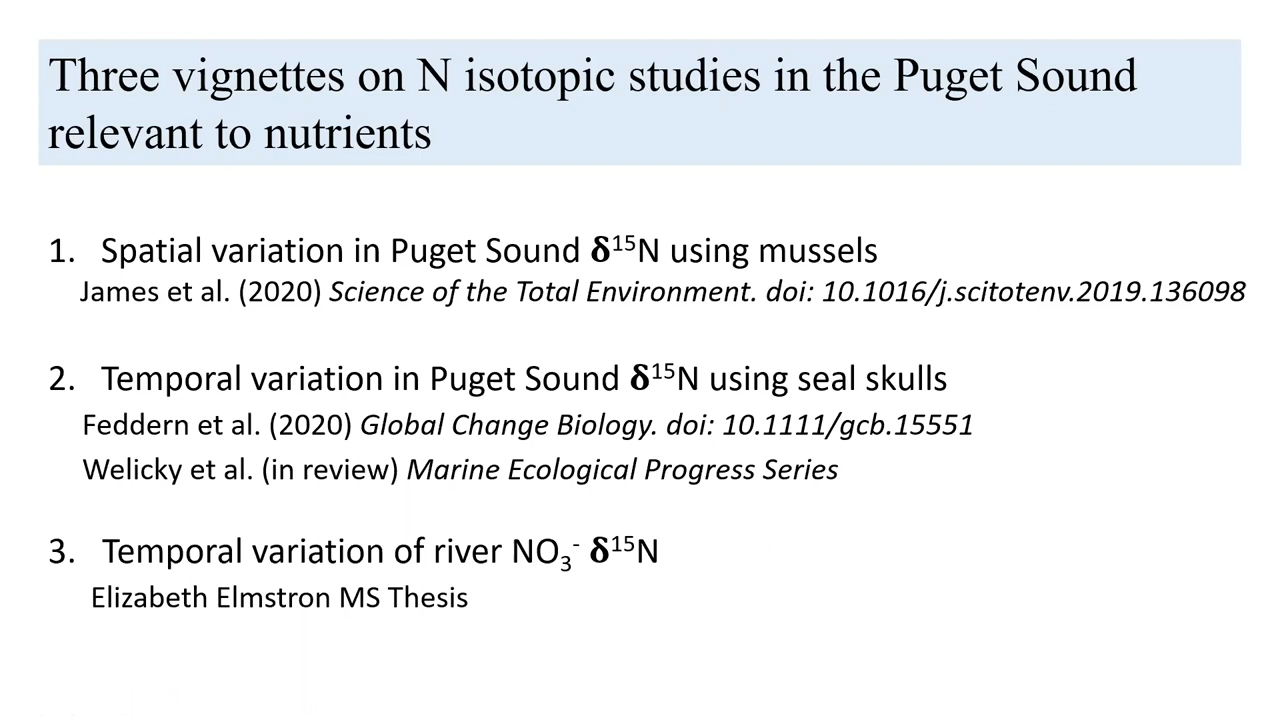 Three vignettes on N isotopic studies in the Puget Sound
relevant to nutrients
1. Spatial variation in Puget Sound δ¹⁵N using mussels
James et al. (2020) Science of the Total Environment. doi: 10.1016/j.scitotenv.2019.136098
2. Temporal variation in Puget Sound δ¹⁵N using seal skulls
Feddern et al. (2020) Global Change Biology. doi: 10.1111/gcb.15551
Welicky et al. (in review) Marine Ecological Progress Series
3. Temporal variation of river NO₃⁻ δ¹⁵N
Elizabeth Elmstron MS Thesis